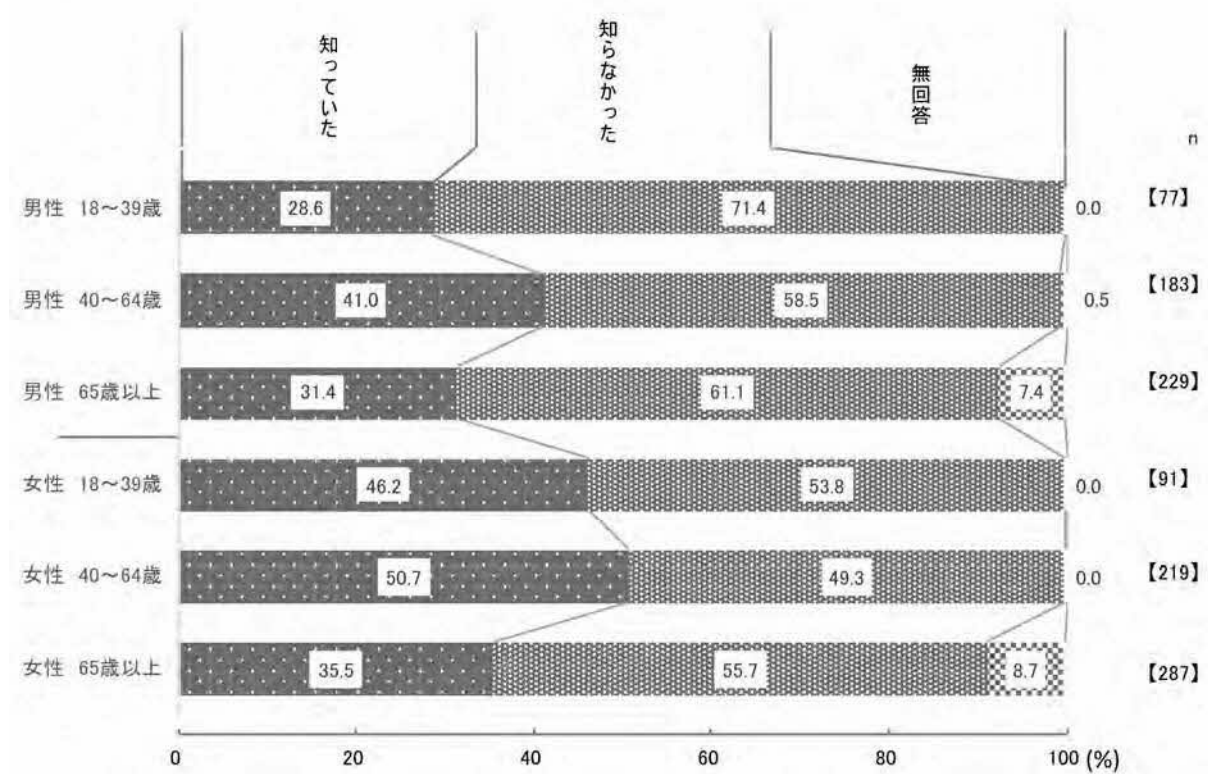 知っていた
知らなかった
無回答
n
男性 18～39歳 28.6 71.4 0.0 【77】
男性 40～64歳 41.0 58.5 0.5 【183】
男性 65歳以上 31.4 61.1 7.4 【229】
女性 18～39歳 46.2 53.8 0.0 【91】
女性 40～64歳 50.7 49.3 0.0 【219】
女性 65歳以上 35.5 55.7 8.7 【287】
0 20 40 60 80 100 (%)